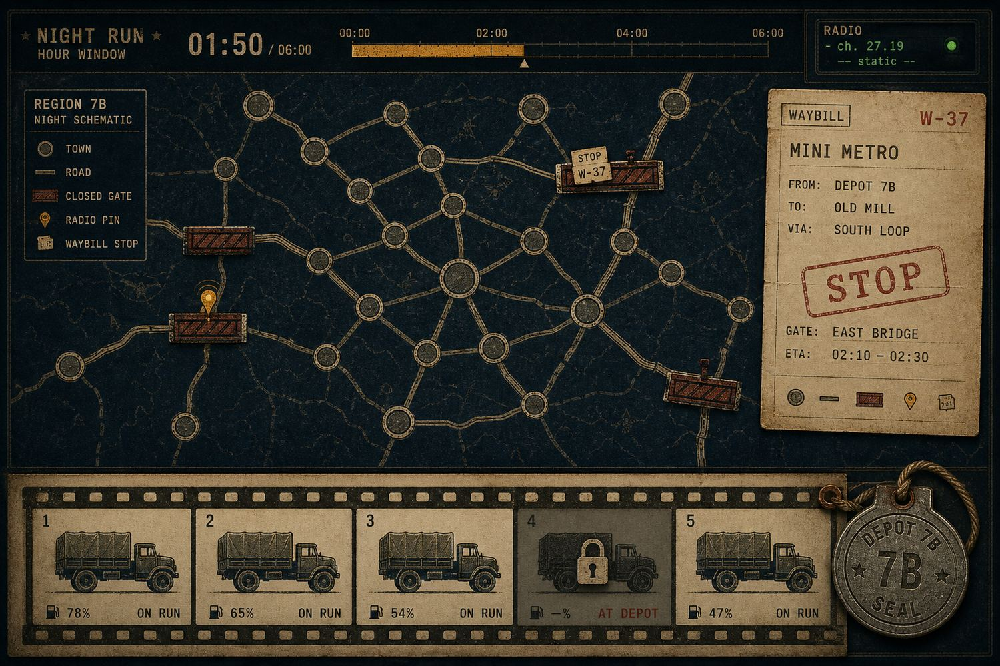 ★ NIGHT RUN ★
HOUR WINDOW
01:50 / 06:00
00:00
02:00
04:00
06:00
RADIO
- ch. 27.19
-- static --
REGION 7B
NIGHT SCHEMATIC
TOWN
ROAD
CLOSED GATE
RADIO PIN
WAYBILL STOP
STOP
W-37
WAYBILL
W-37
MINI METRO
FROM: DEPOT 7B
TO: OLD MILL
VIA: SOUTH LOOP
STOP
GATE: EAST BRIDGE
ETA: 02:10 – 02:30
1
78% ON RUN
2
65% ON RUN
3
54% ON RUN
4
—% AT DEPOT
5
47% ON RUN
DEPOT 7B
★ 7B ★
SEAL